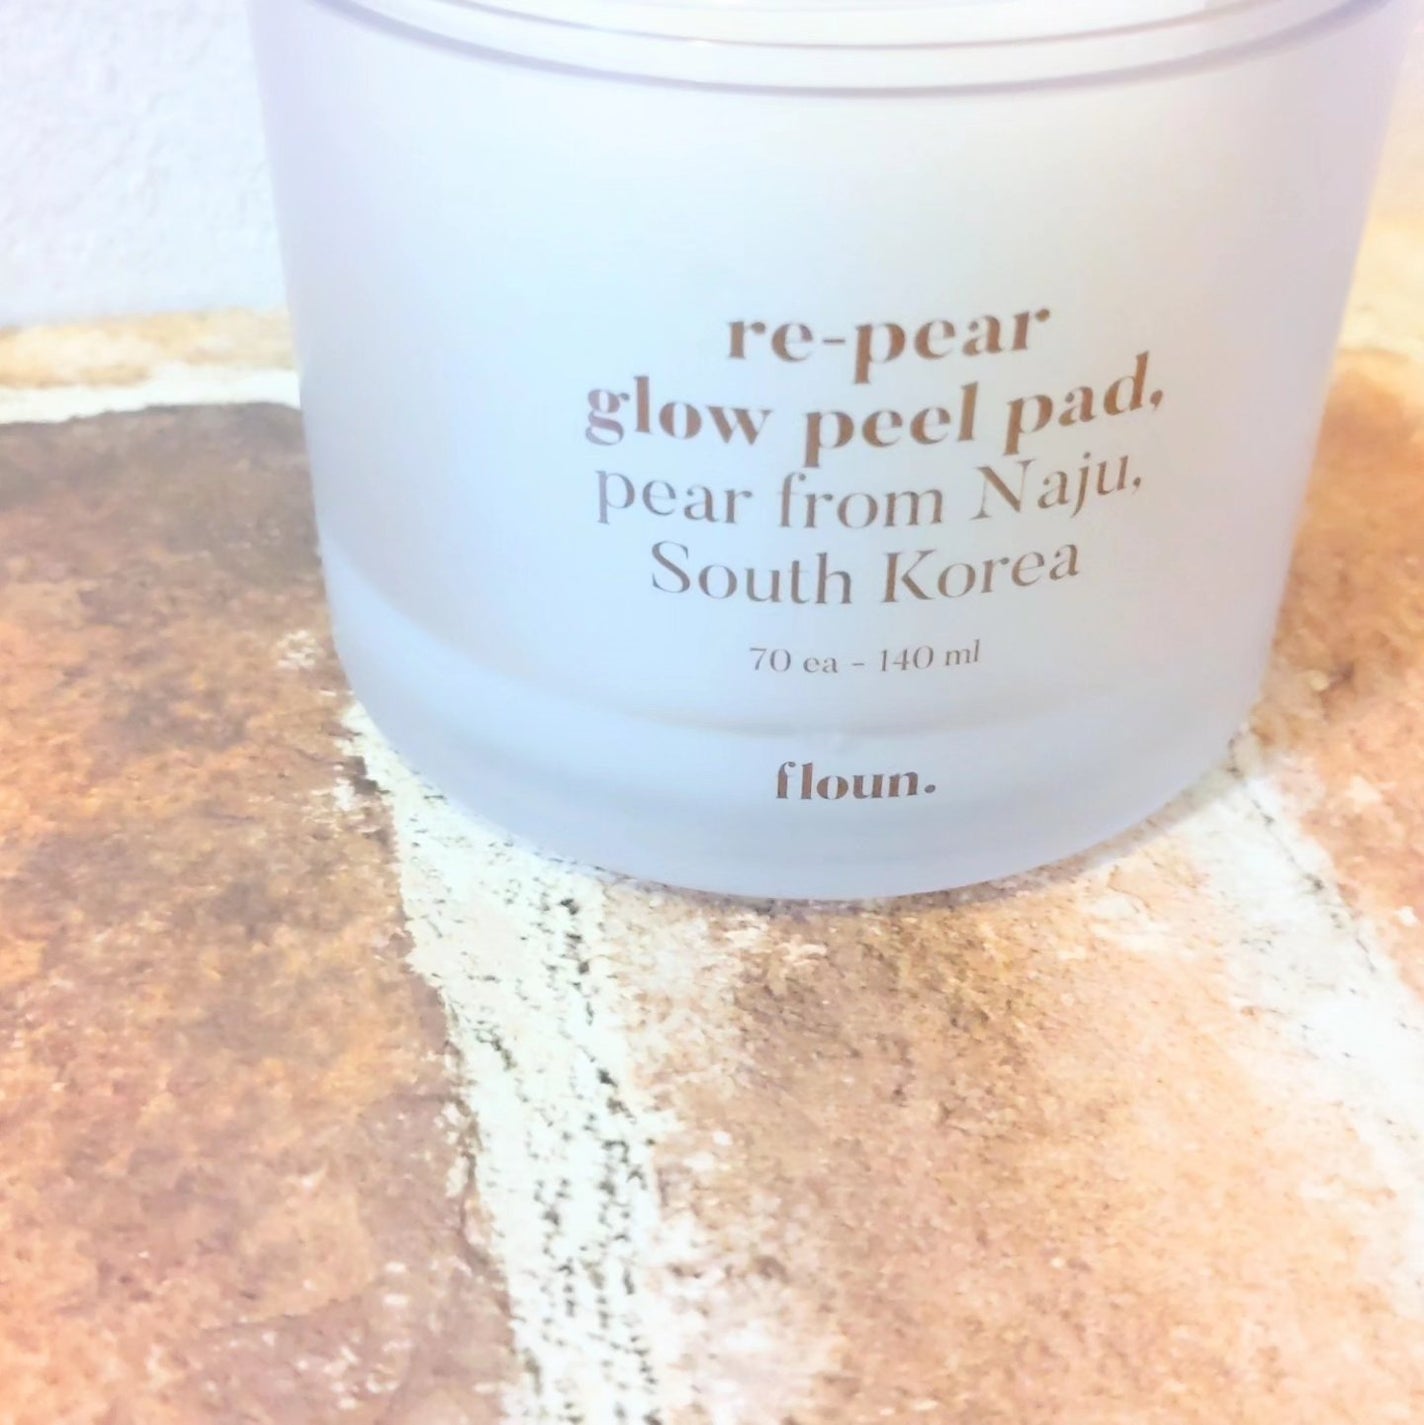 re-pear
glow peel pad,
pear from Naju,
South Korea
70 ea - 140 ml
floun.